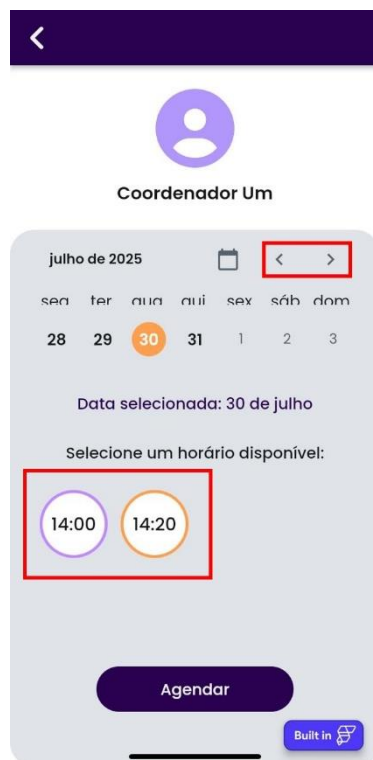 Coordenador Um
julho de 2025
seg ter qua qui sex sáb dom
28 29 30 31 1 2 3
Data selecionada: 30 de julho
Selecione um horário disponível:
14:00 14:20
Agendar
Built in